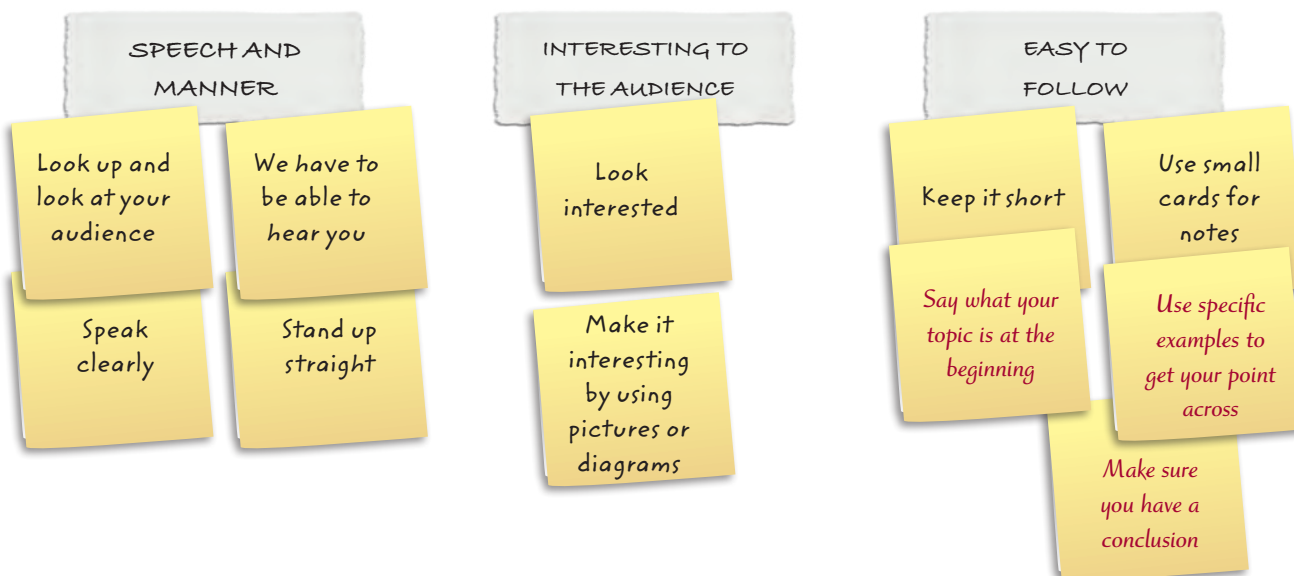 SPEECH AND
MANNER
Look up and
look at your
audience
We have to
be able to
hear you
Speak
clearly
Stand up
straight
INTERESTING TO
THE AUDIENCE
Look
interested
Make it
interesting
by using
pictures or
diagrams
EASY TO
FOLLOW
Keep it short
Use small
cards for
notes
Say what your
topic is at the
beginning
Use specific
examples to
get your point
across
Make sure
you have a
conclusion